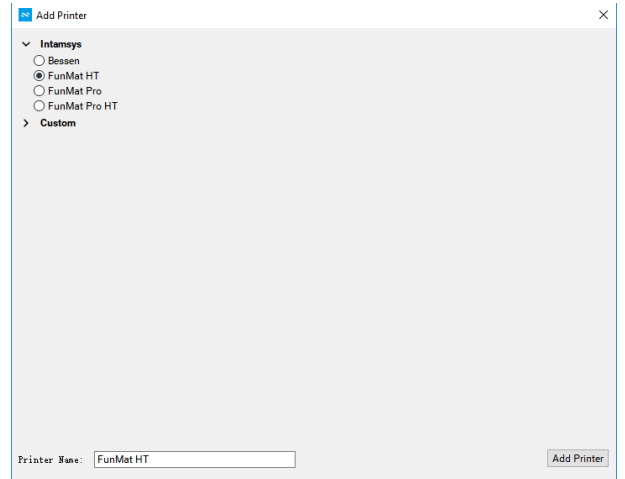 Add Printer
Intamsys
Bessen
FunMat HT
FunMat Pro
FunMat Pro HT
Custom
Printer Name: FunMat HT Add Printer